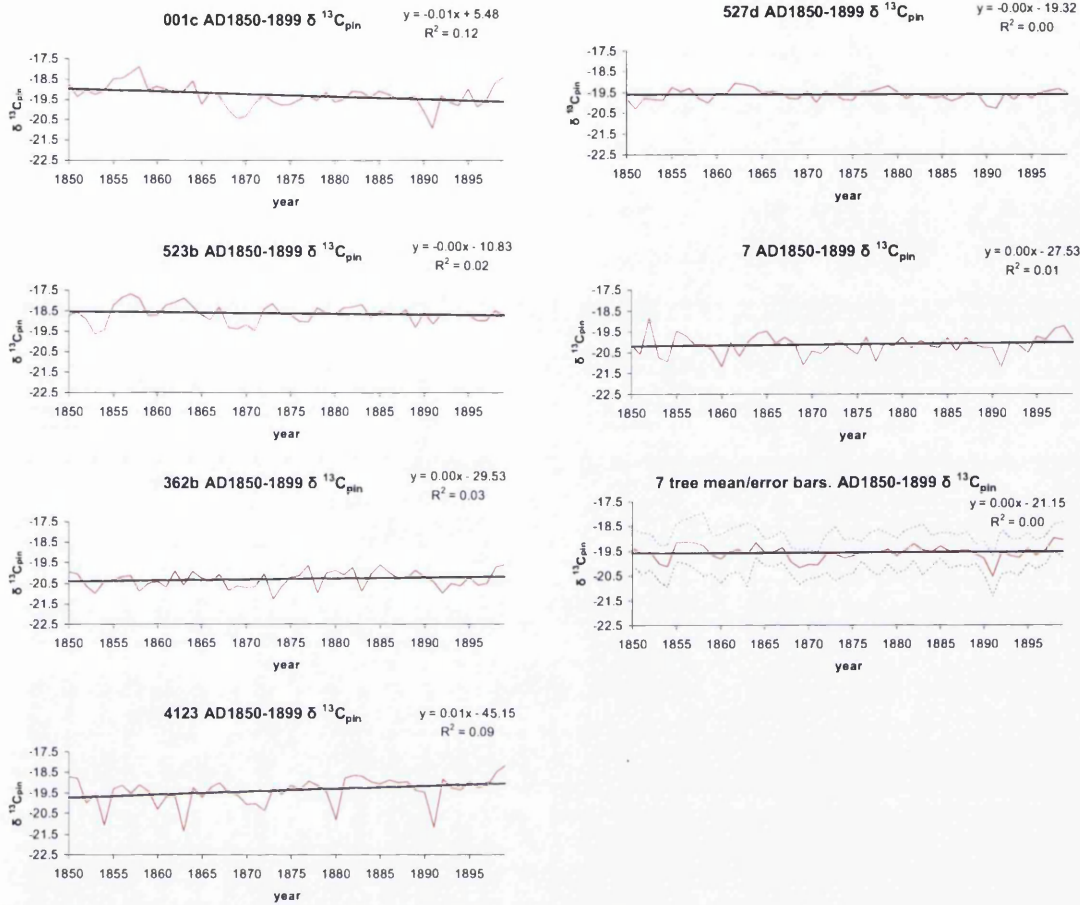 001c AD1850-1899 δ ¹³Cpin
y = -0.01x + 5.48
R² = 0.12
-17.5
-18.5
-19.5
-20.5
-21.5
-22.5
δ ¹³Cpin
1850 1855 1860 1865 1870 1875 1880 1885 1890 1895
year
523b AD1850-1899 δ ¹³Cpin
y = -0.00x - 10.83
R² = 0.02
-17.5
-18.5
-19.5
-20.5
-21.5
-22.5
δ ¹³Cpin
1850 1855 1860 1865 1870 1875 1880 1885 1890 1895
year
362b AD1850-1899 δ ¹³Cpin
y = 0.00x - 29.53
R² = 0.03
-17.5
-18.5
-19.5
-20.5
-21.5
-22.5
δ ¹³Cpin
1850 1855 1860 1865 1870 1875 1880 1885 1890 1895
year
4123 AD1850-1899 δ ¹³Cpin
y = 0.01x - 45.15
R² = 0.09
-17.5
-18.5
-19.5
-20.5
-21.5
-22.5
δ ¹³Cpin
1850 1855 1860 1865 1870 1875 1880 1885 1890 1895
year
527d AD1850-1899 δ ¹³Cpin
y = -0.00x - 19.32
R² = 0.00
-17.5
-18.5
-19.5
-20.5
-21.5
-22.5
δ ¹³Cpin
1850 1855 1860 1865 1870 1875 1880 1885 1890 1895
year
7 AD1850-1899 δ ¹³Cpin
y = 0.00x - 27.53
R² = 0.01
-17.5
-18.5
-19.5
-20.5
-21.5
-22.5
δ ¹³Cpin
1850 1855 1860 1865 1870 1875 1880 1885 1890 1895
year
7 tree mean/error bars. AD1850-1899 δ ¹³Cpin
y = 0.00x - 21.15
R² = 0.00
-17.5
-18.5
-19.5
-20.5
-21.5
-22.5
δ ¹³Cpin
1850 1855 1860 1865 1870 1875 1880 1885 1890 1895
year